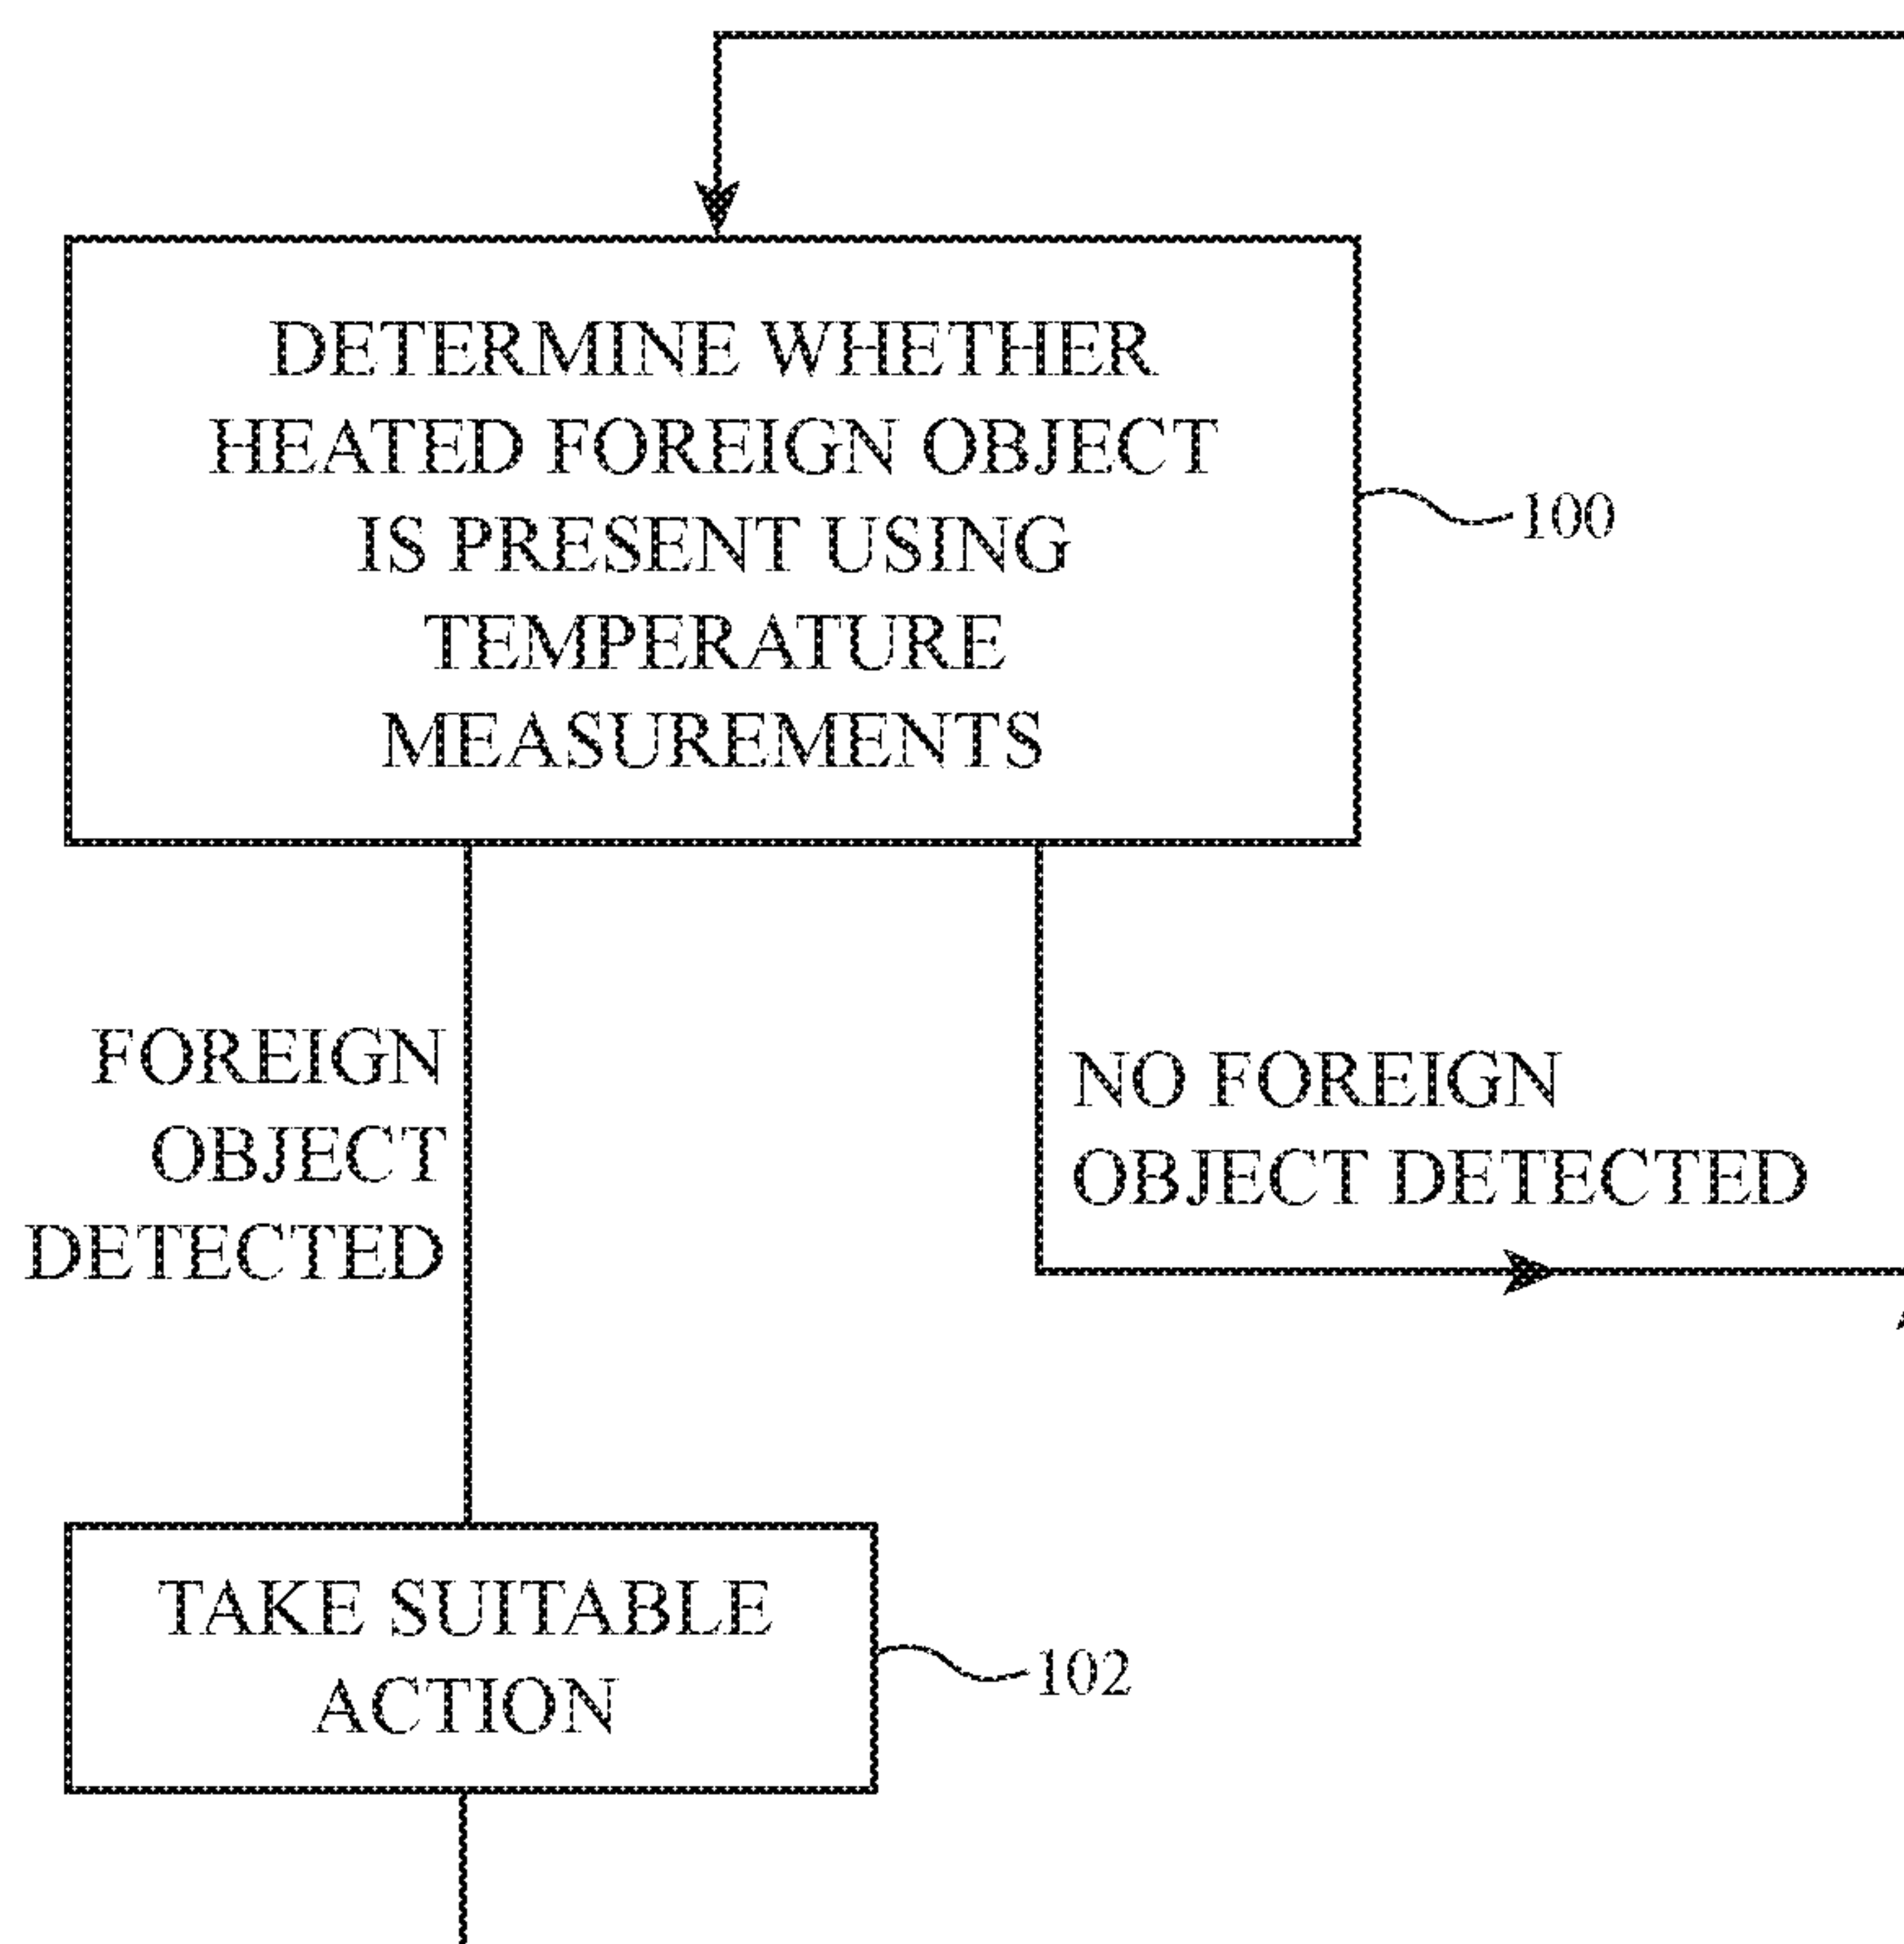 DETERMINE WHETHER
HEATED FOREIGN OBJECT
IS PRESENT USING
TEMPERATURE
MEASUREMENTS
100
FOREIGN
OBJECT
DETECTED
NO FOREIGN
OBJECT DETECTED
TAKE SUITABLE
ACTION
102